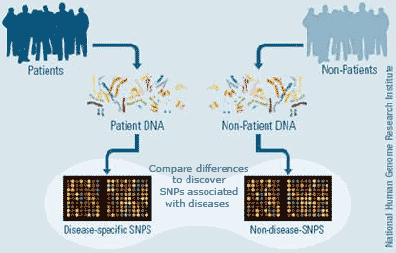 Patients
Non-Patients
Patient DNA
Non-Patient DNA
Compare differences
to discover
SNPs associated
with diseases
Disease-specific SNPS
Non-disease-SNPS
National Human Genome Research Institute